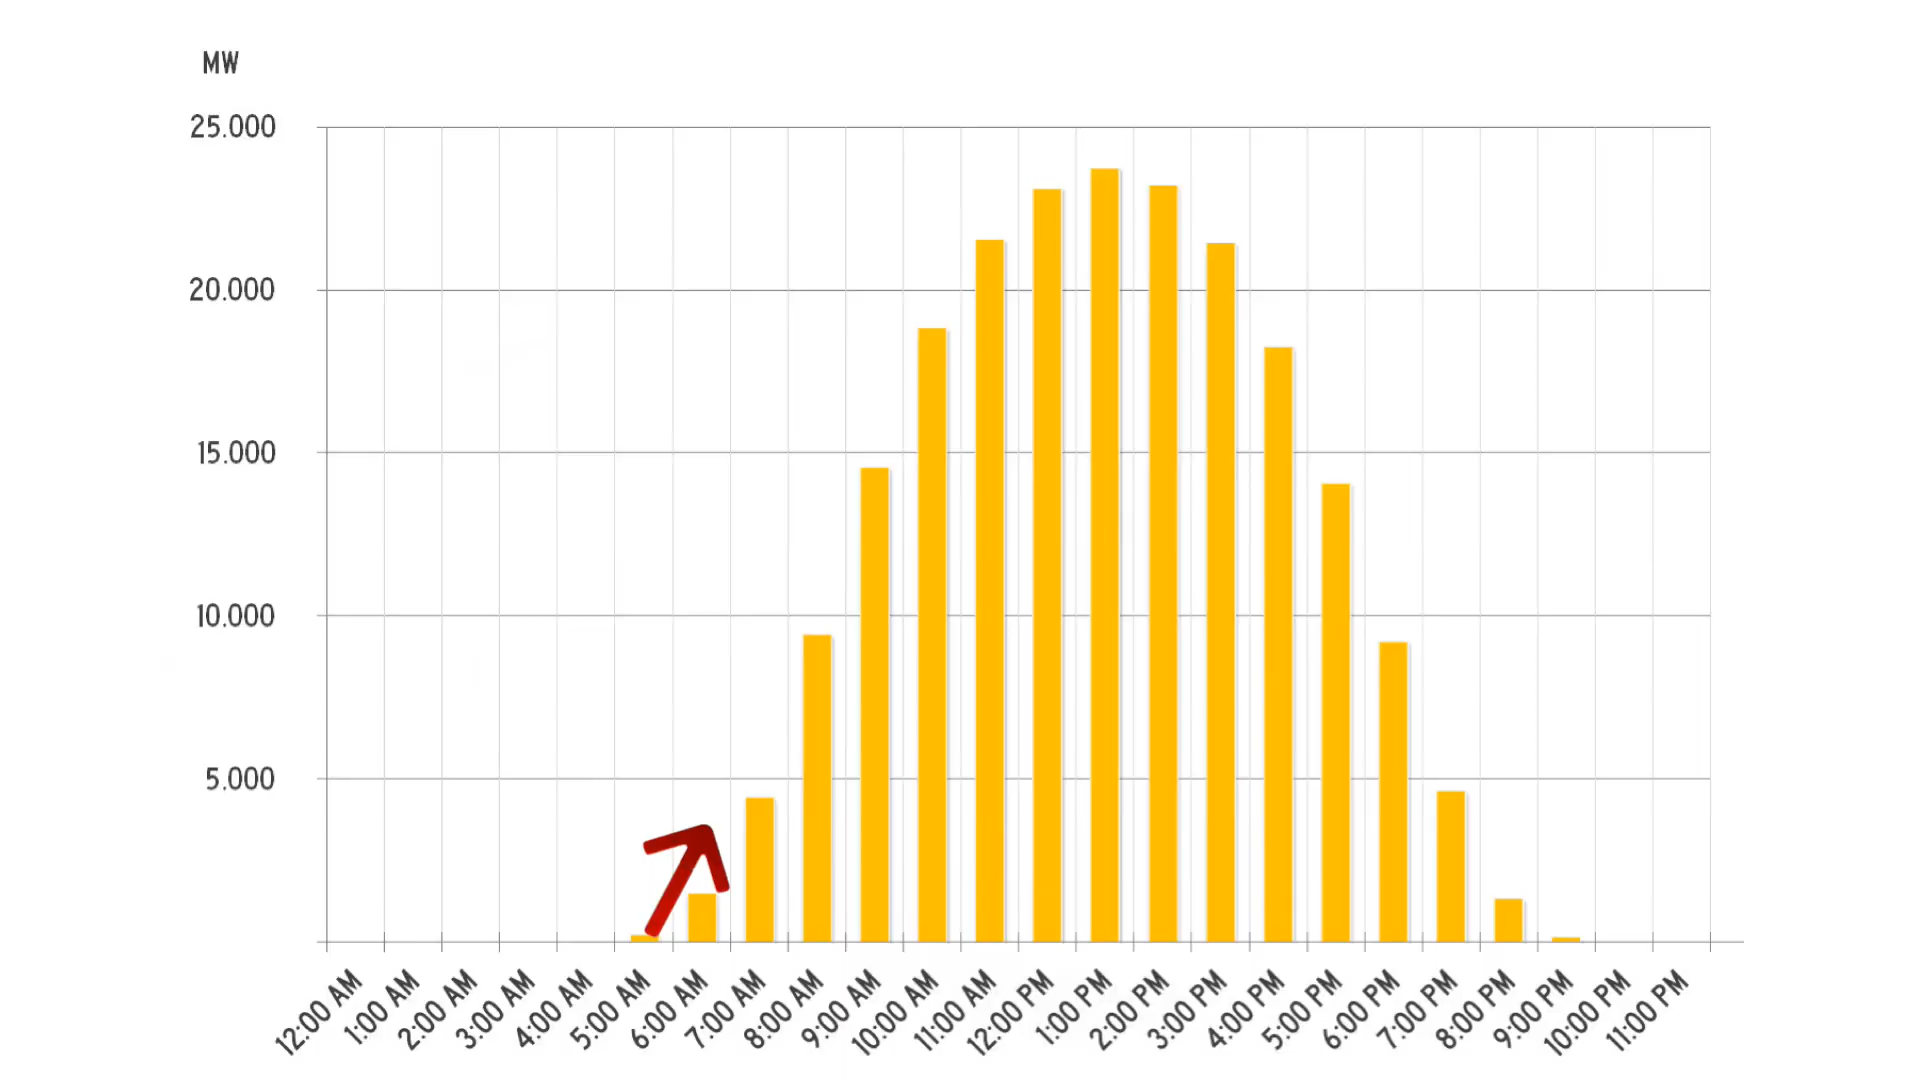 MW
25.000
20.000
15.000
10.000
5.000
12:00 AM
1:00 AM
2:00 AM
3:00 AM
4:00 AM
5:00 AM
6:00 AM
7:00 AM
8:00 AM
9:00 AM
10:00 AM
11:00 AM
12:00 PM
1:00 PM
2:00 PM
3:00 PM
4:00 PM
5:00 PM
6:00 PM
7:00 PM
8:00 PM
9:00 PM
10:00 PM
11:00 PM